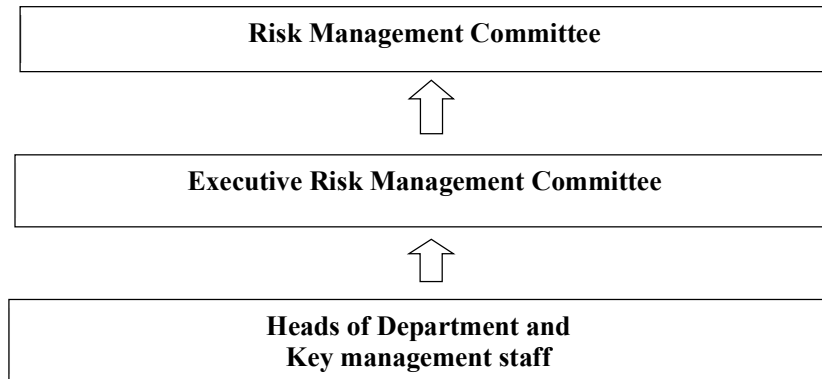 Risk Management Committee
Executive Risk Management Committee
Heads of Department and
Key management staff